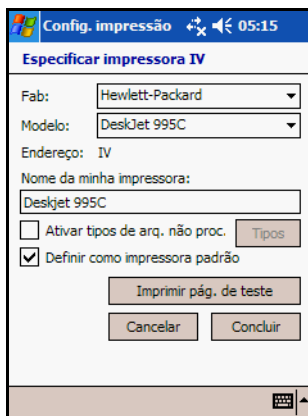 Config. impressão 05:15
Especificar impressora IV
Fab: Hewlett-Packard
Modelo: DeskJet 995C
Endereço: IV
Nome da minha impressora:
Deskjet 995C
Ativar tipos de arq. não proc. Tipos
Definir como impressora padrão
Imprimir pág. de teste
Cancelar Concluir